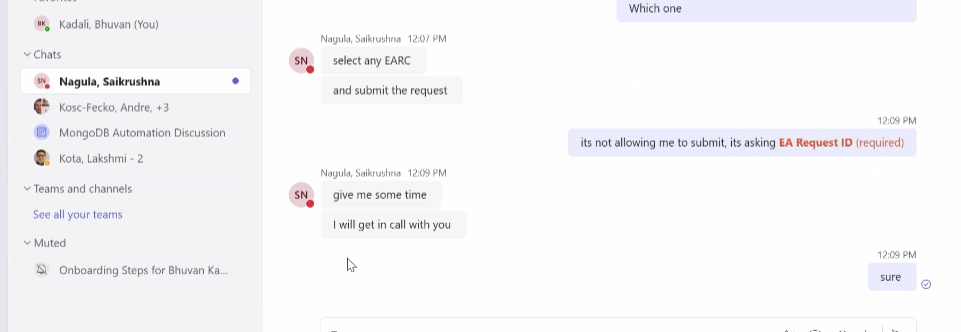 Which one
BK Kadali, Bhuvan (You)
Chats
SN Nagula, Saikrushna
Kosc-Fecko, Andre, +3
MongoDB Automation Discussion
Kota, Lakshmi - 2
Teams and channels
See all your teams
Muted
Onboarding Steps for Bhuvan Ka...
Nagula, Saikrushna 12:07 PM
SN
select any EARC
and submit the request
12:09 PM
its not allowing me to submit, its asking EA Request ID (required)
Nagula, Saikrushna 12:09 PM
SN
give me some time
I will get in call with you
12:09 PM
sure